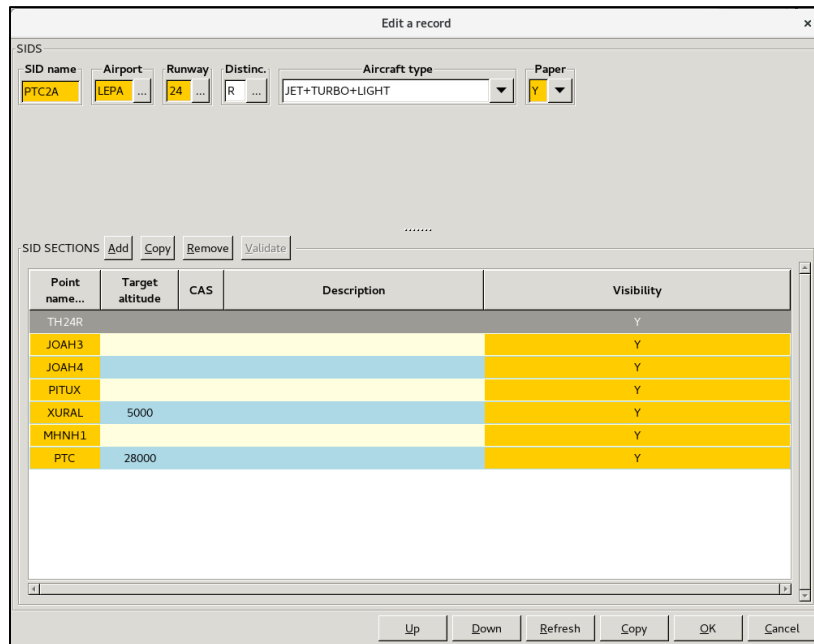 Edit a record ×
SIDS
SID name Airport Runway Distinc. Aircraft type Paper
PTC2A LEPA ... 24 ... R ... JET+TURBO+LIGHT Y
.......
SID SECTIONS Add Copy Remove Validate
Point name... Target altitude CAS Description Visibility
TH24R Y
JOAH3 Y
JOAH4 Y
PITUX Y
XURAL 5000 Y
MHNH1 Y
PTC 28000 Y
Up Down Refresh Copy OK Cancel